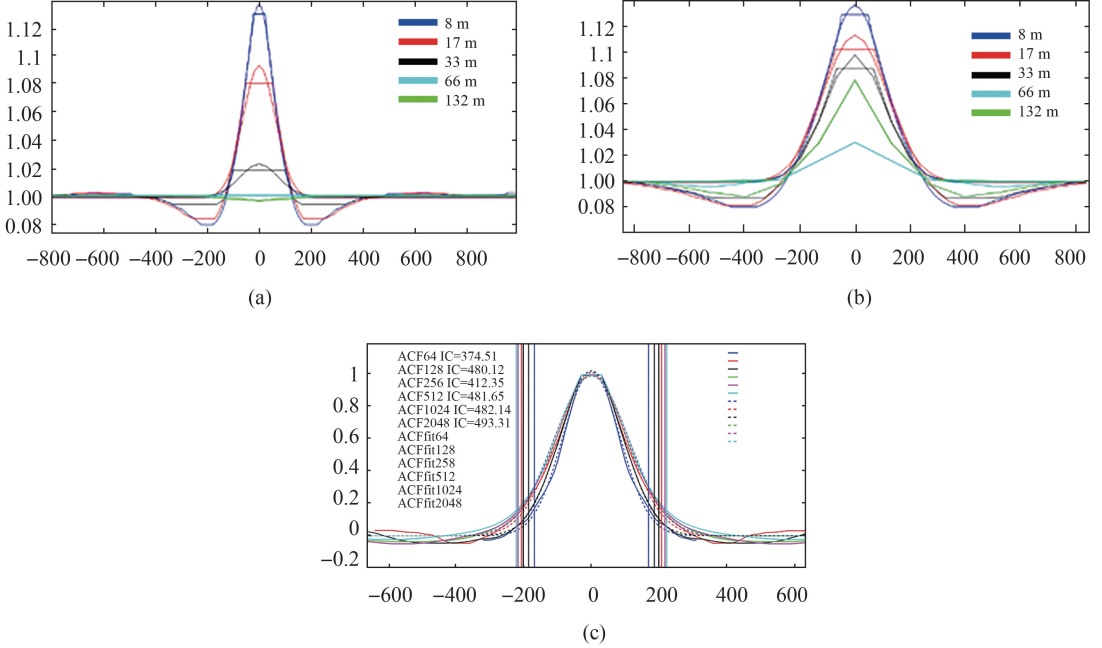 1.12
1.1
1.08
1.06
1.04
1.02
1.00
0.08
8 m
17 m
33 m
66 m
132 m
−800 −600 −400 −200 0 200 400 600 800
(a)
1.12
1.10
1.08
1.06
1.04
1.02
1.00
0.08
8 m
17 m
33 m
66 m
132 m
−800 −600 −400 −200 0 200 400 600 800
(b)
1
0.8
0.6
0.4
0.2
0
−0.2
ACF64 IC=374.51
ACF128 IC=480.12
ACF256 IC=412.35
ACF512 IC=481.65
ACF1024 IC=482.14
ACF2048 IC=493.31
ACFfit64
ACFfit128
ACFfit258
ACFfit512
ACFfit1024
ACFfit2048
−600 −400 −200 0 200 400 600
(c)